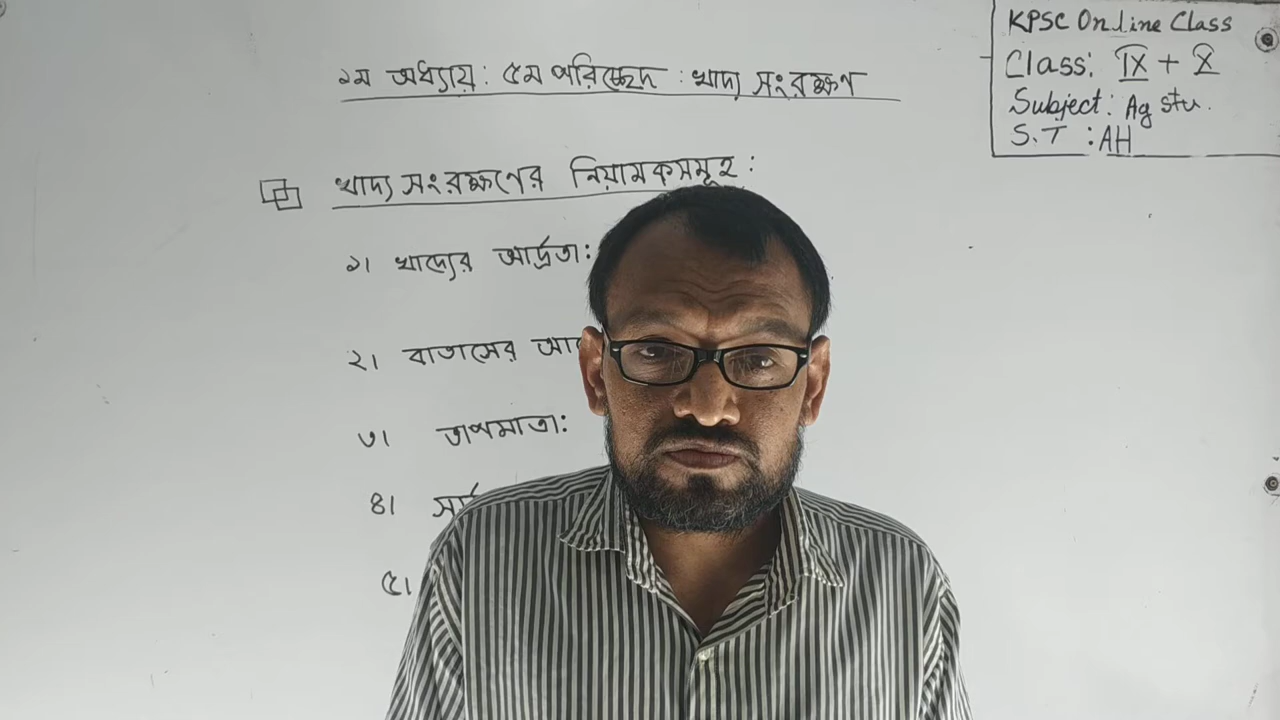 KPSC Online Class
Class: IX + X
Subject: Ag stu.
S.T : AH
১ম অধ্যায় : ৫ম পরিচ্ছেদ : খাদ্য সংরক্ষণ
খাদ্য সংরক্ষণের নিয়ামকসমূহ :
১। খাদ্যের আর্দ্রতা:
২। বাতাসের
৩। তাপমাত্রা:
৪।
৫।